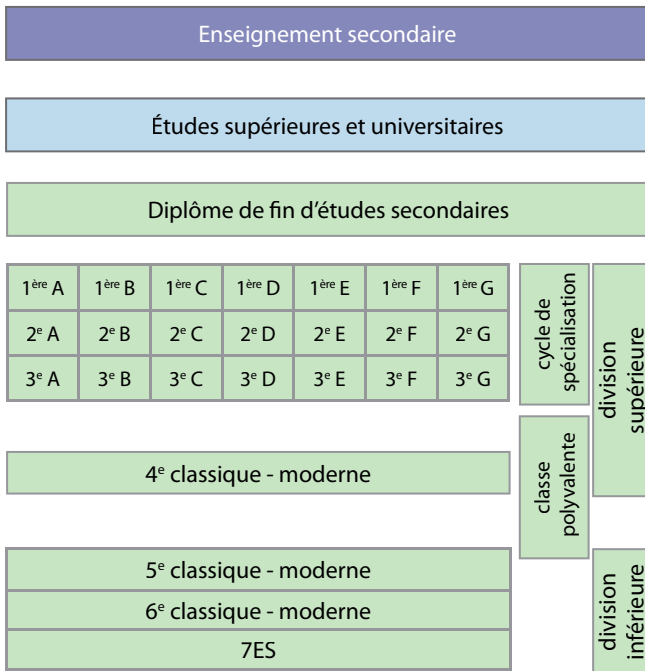 Enseignement secondaire
Études supérieures et universitaires
Diplôme de fin d'études secondaires
1ère A 1ère B 1ère C 1ère D 1ère E 1ère F 1ère G
2e A 2e B 2e C 2e D 2e E 2e F 2e G
3e A 3e B 3e C 3e D 3e E 3e F 3e G
cycle de
spécialisation
division
supérieure
4e classique - moderne
classe
polyvalente
5e classique - moderne
6e classique - moderne
7ES
division
inférieure